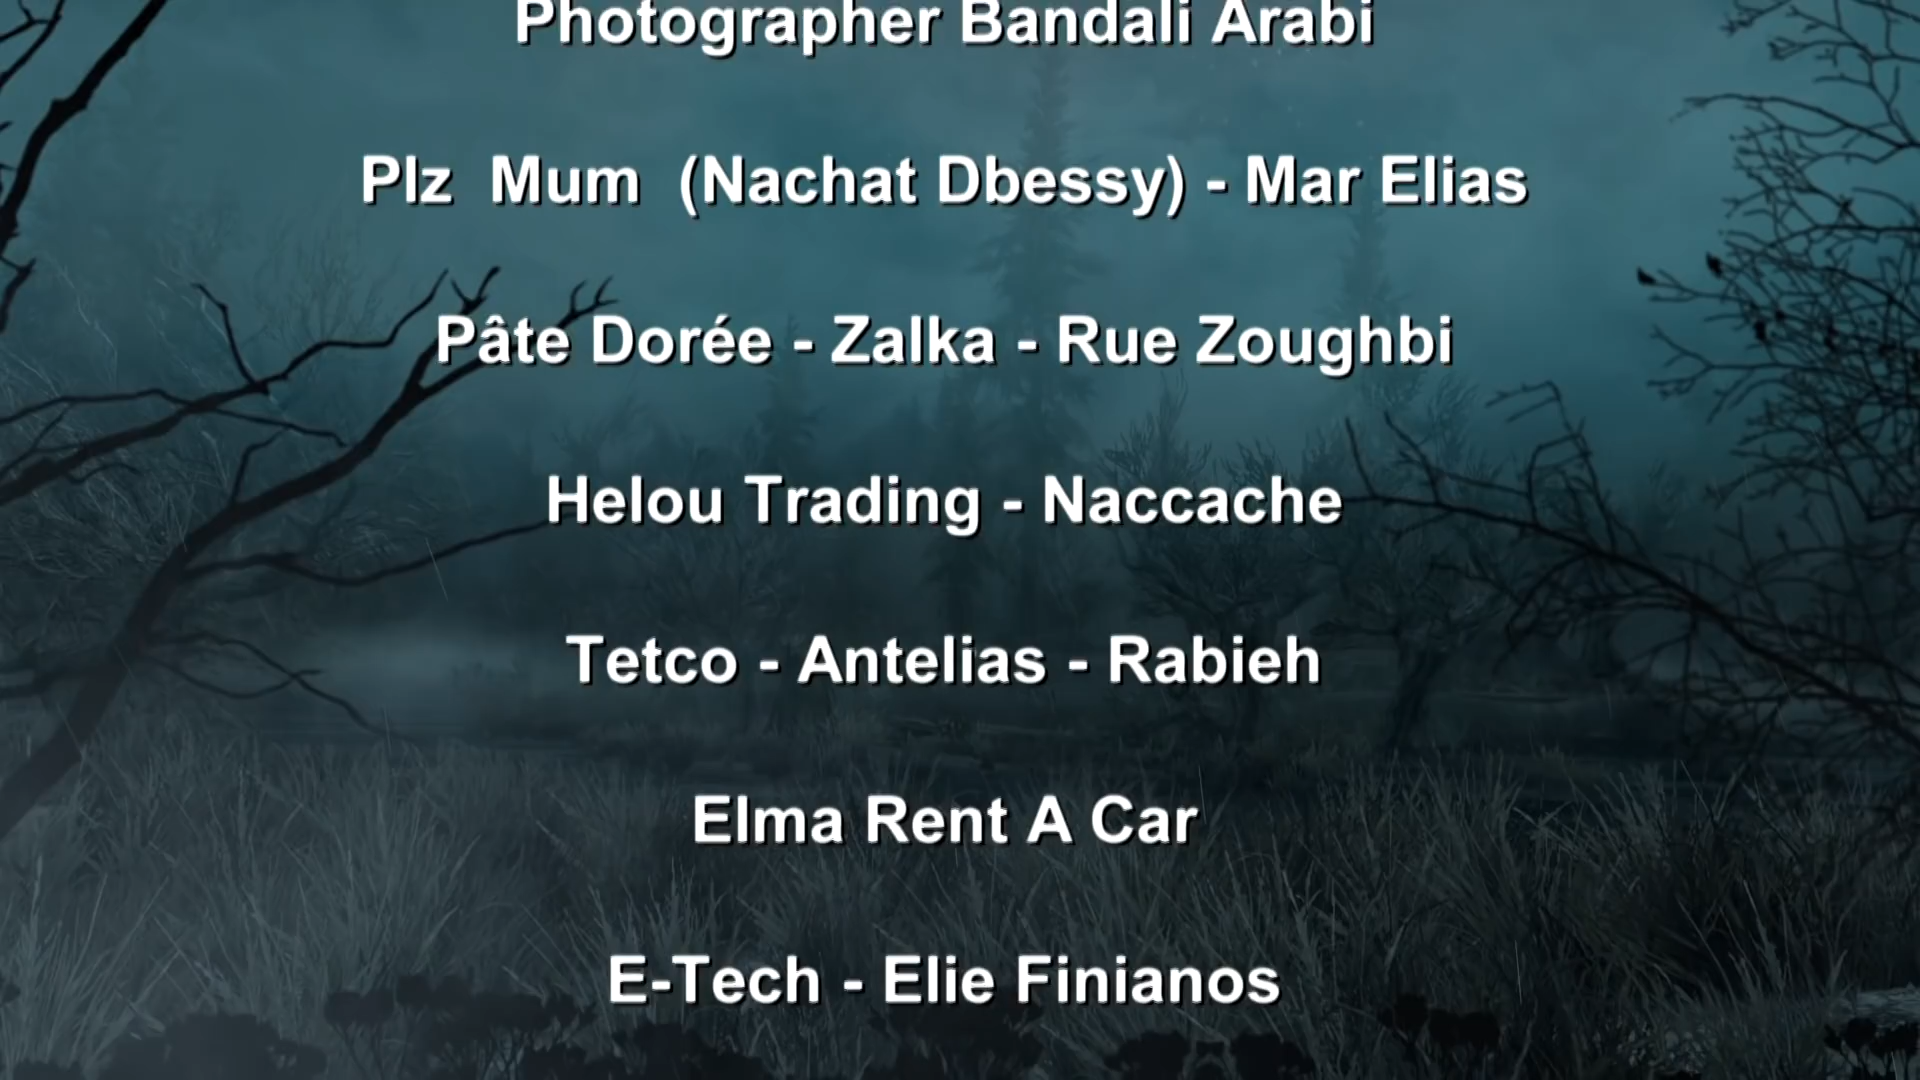 Photographer Bandali Arabi
Plz Mum (Nachat Dbessy) - Mar Elias
Pâte Dorée - Zalka - Rue Zoughbi
Helou Trading - Naccache
Tetco - Antelias - Rabieh
Elma Rent A Car
E-Tech - Elie Finianos